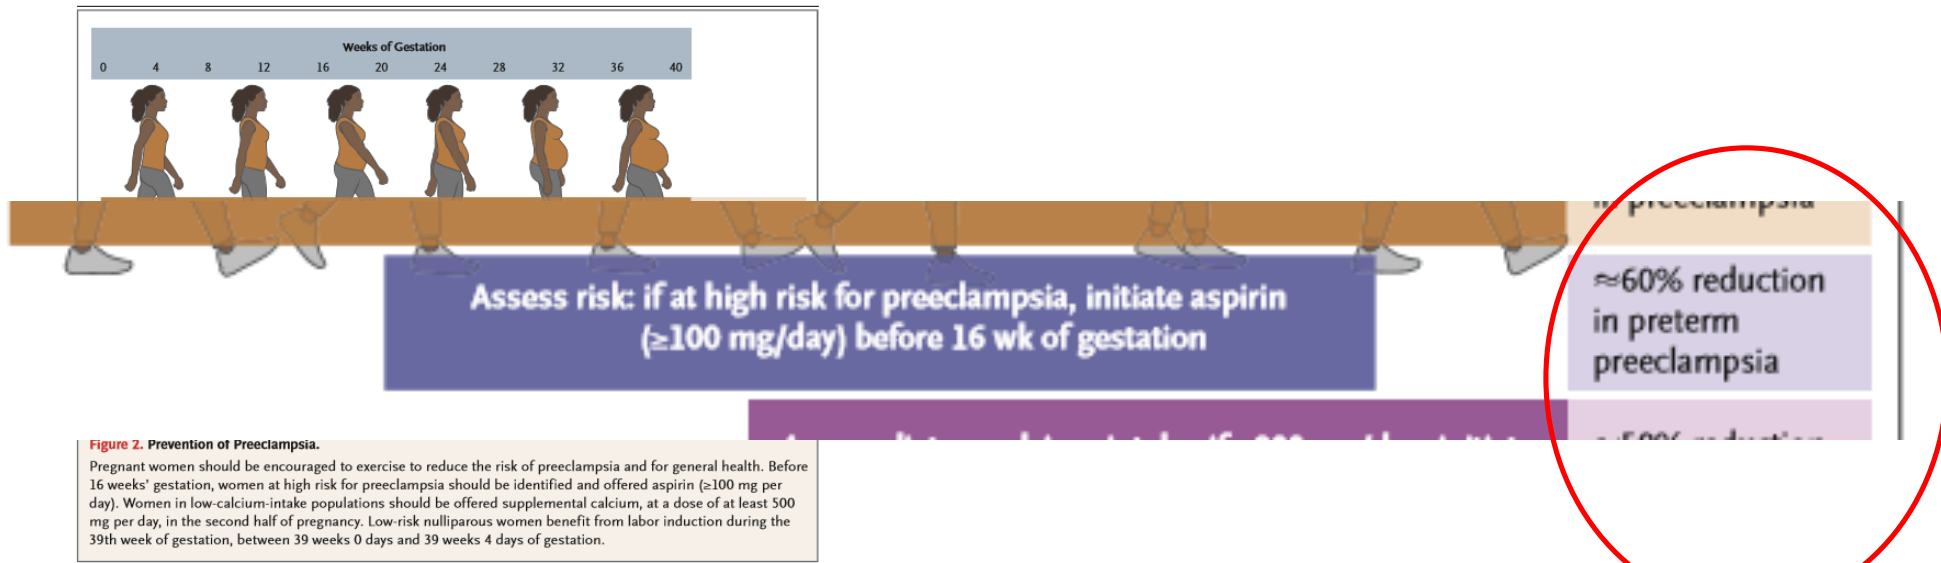 Weeks of Gestation
0 4 8 12 16 20 24 28 32 36 40
in preeclampsia
Assess risk: if at high risk for preeclampsia, initiate aspirin
(≥100 mg/day) before 16 wk of gestation
≈60% reduction
in preterm
preeclampsia
reduction
Figure 2. Prevention of Preeclampsia.
Pregnant women should be encouraged to exercise to reduce the risk of preeclampsia and for general health. Before
16 weeks’ gestation, women at high risk for preeclampsia should be identified and offered aspirin (≥100 mg per
day). Women in low-calcium-intake populations should be offered supplemental calcium, at a dose of at least 500
mg per day, in the second half of pregnancy. Low-risk nulliparous women benefit from labor induction during the
39th week of gestation, between 39 weeks 0 days and 39 weeks 4 days of gestation.